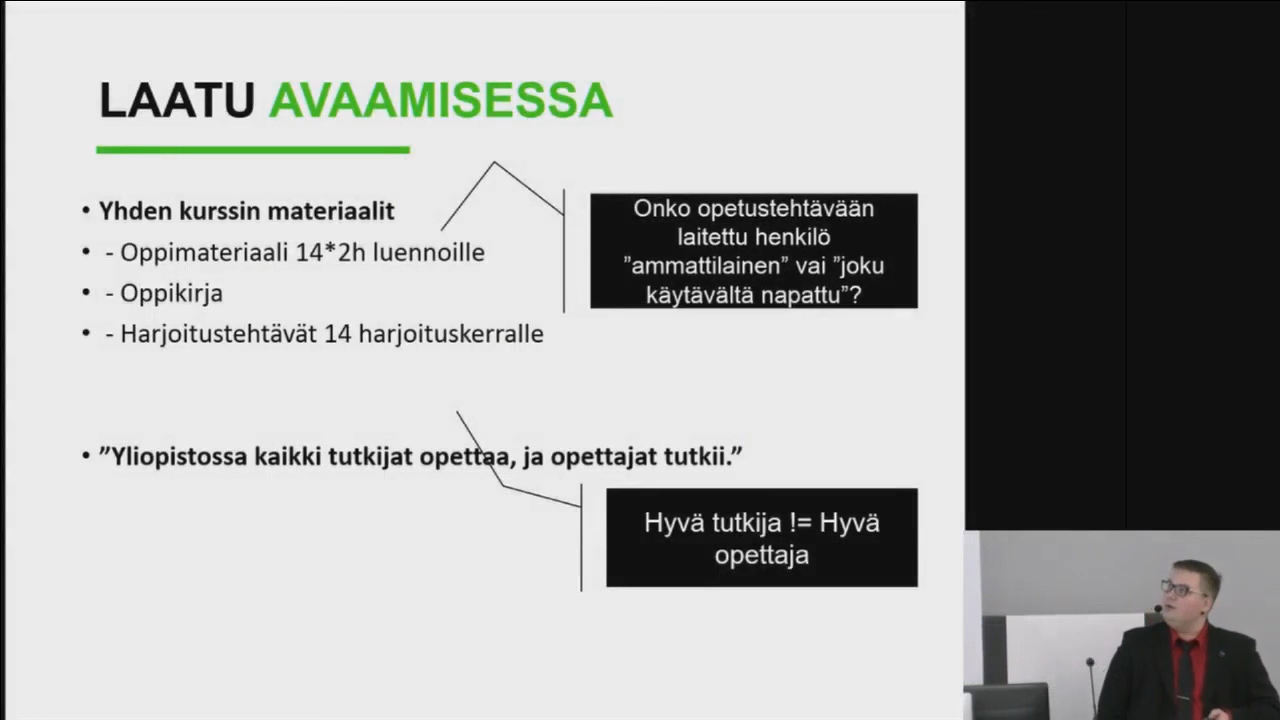 LAATU AVAAMISESSA
• Yhden kurssin materiaalit
• - Oppimateriaali 14*2h luennoille
• - Oppikirja
• - Harjoitustehtävät 14 harjoituskerralle
Onko opetustehtävään
laitettu henkilö
”ammattilainen” vai ”joku
käytävältä napattu”?
• ”Yliopistossa kaikki tutkijat opettaa, ja opettajat tutkii.”
Hyvä tutkija != Hyvä
opettaja